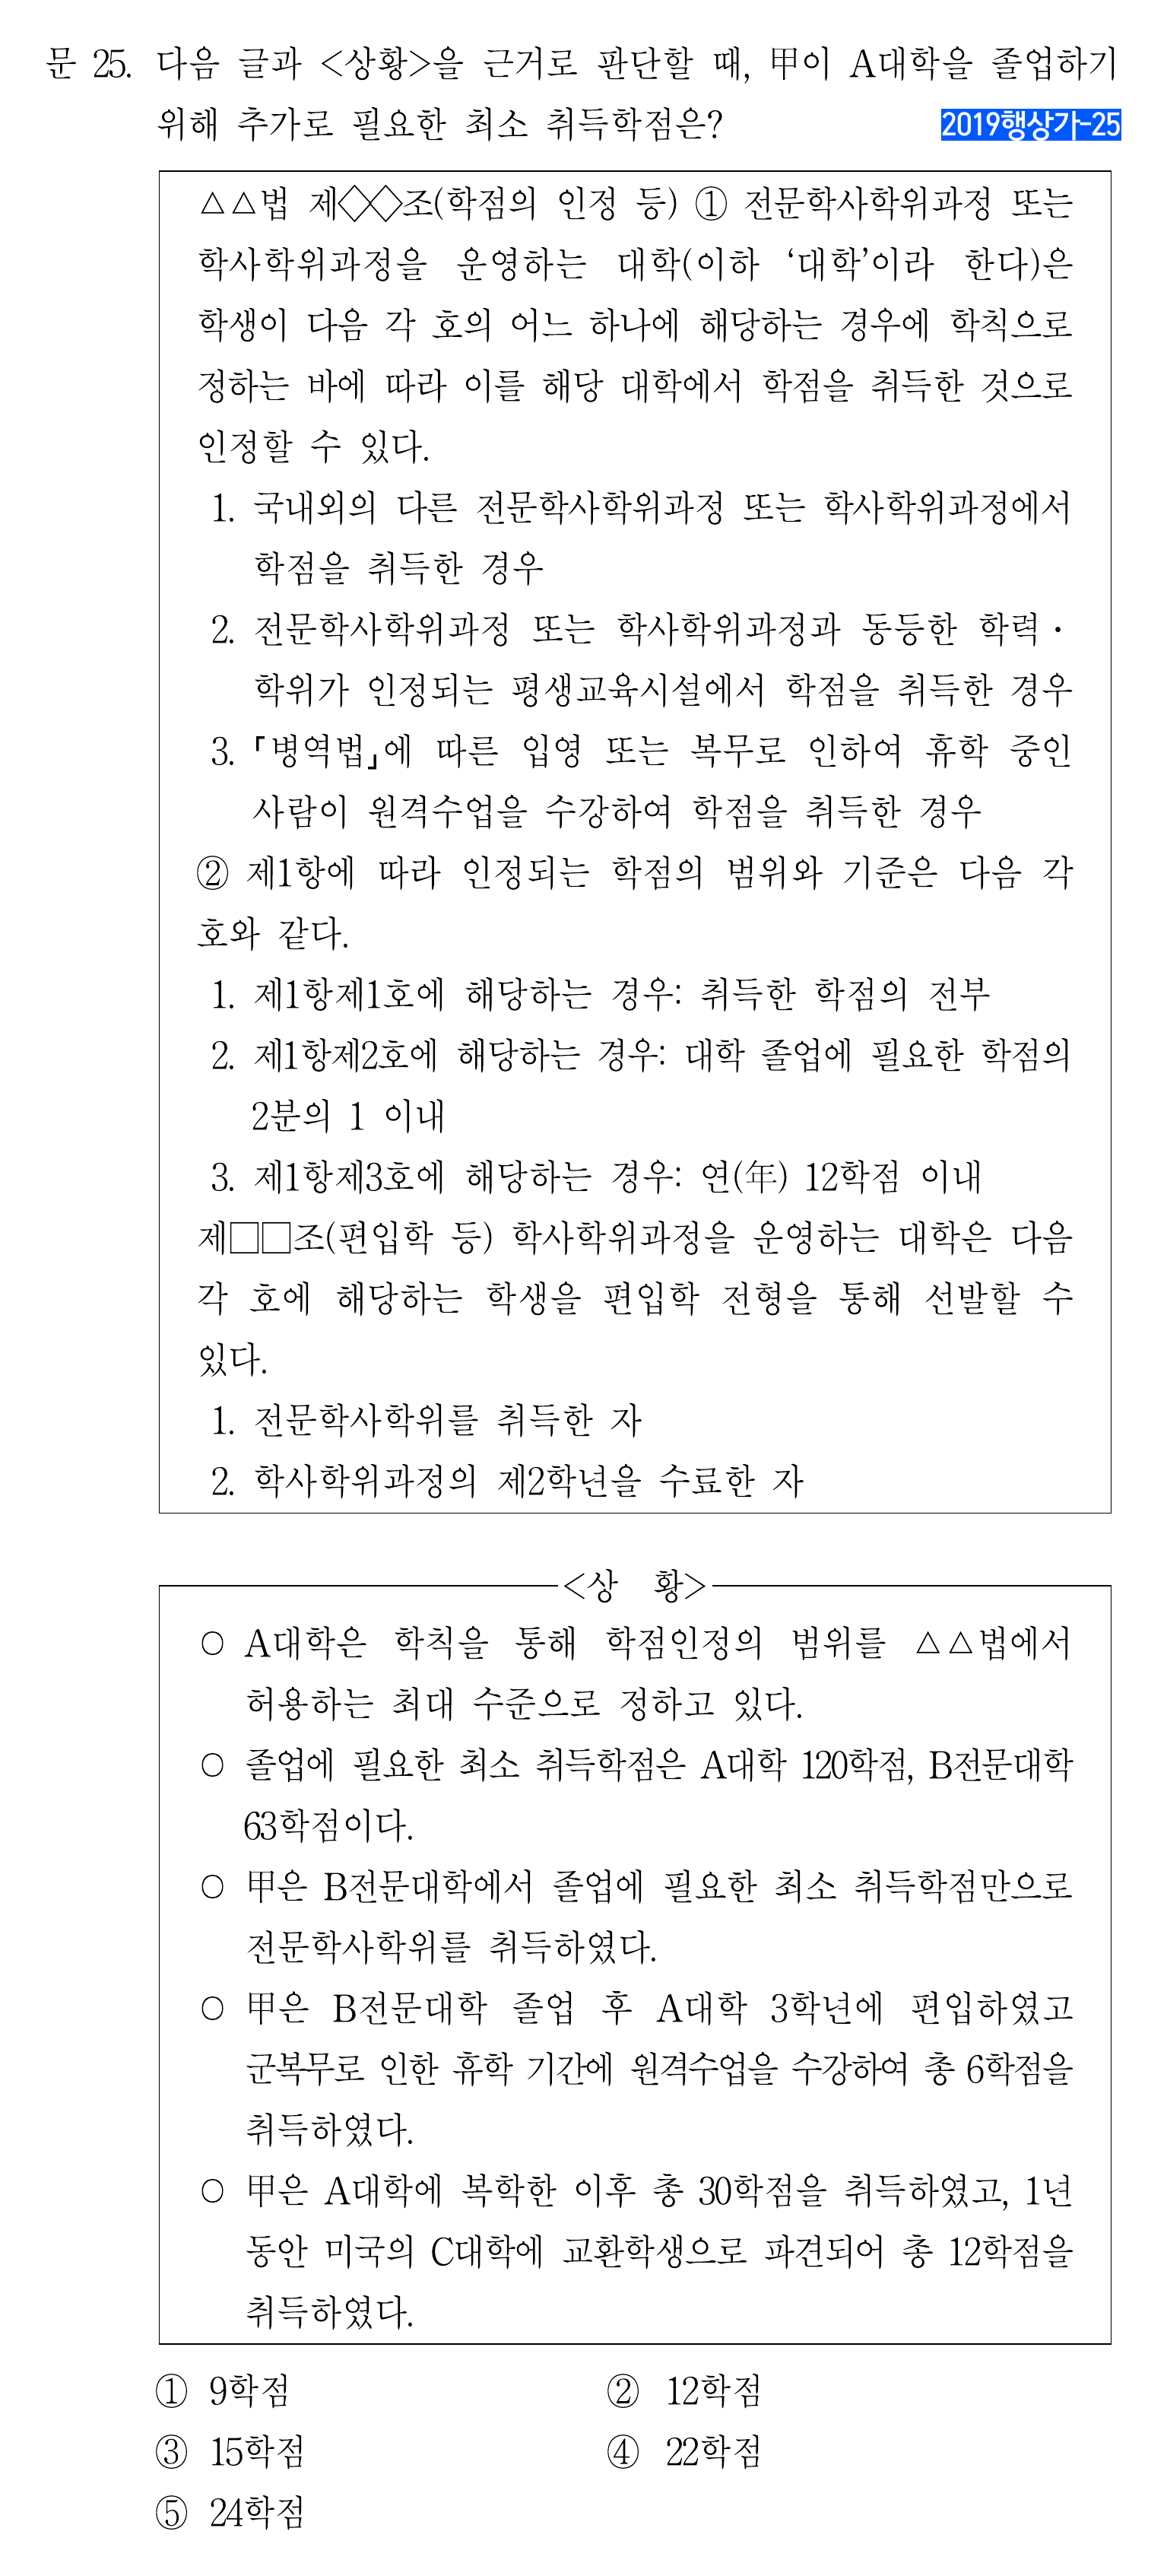 문 25. 다음 글과 <상황>을 근거로 판단할 때, 甲이 A대학을 졸업하기
위해 추가로 필요한 최소 취득학점은?
2019행상가-25
△△법 제◇◇조(학점의 인정 등) ① 전문학사학위과정 또는
학사학위과정을 운영하는 대학(이하 ‘대학’이라 한다)은
학생이 다음 각 호의 어느 하나에 해당하는 경우에 학칙으로
정하는 바에 따라 이를 해당 대학에서 학점을 취득한 것으로
인정할 수 있다.
1. 국내외의 다른 전문학사학위과정 또는 학사학위과정에서
학점을 취득한 경우
2. 전문학사학위과정 또는 학사학위과정과 동등한 학력·
학위가 인정되는 평생교육시설에서 학점을 취득한 경우
3. ｢병역법｣에 따른 입영 또는 복무로 인하여 휴학 중인
사람이 원격수업을 수강하여 학점을 취득한 경우
② 제1항에 따라 인정되는 학점의 범위와 기준은 다음 각
호와 같다.
1. 제1항제1호에 해당하는 경우: 취득한 학점의 전부
2. 제1항제2호에 해당하는 경우: 대학 졸업에 필요한 학점의
2분의 1 이내
3. 제1항제3호에 해당하는 경우: 연(年) 12학점 이내
제□□조(편입학 등) 학사학위과정을 운영하는 대학은 다음
각 호에 해당하는 학생을 편입학 전형을 통해 선발할 수
있다.
1. 전문학사학위를 취득한 자
2. 학사학위과정의 제2학년을 수료한 자
<상 황>
○ A대학은 학칙을 통해 학점인정의 범위를 △△법에서
허용하는 최대 수준으로 정하고 있다.
○ 졸업에 필요한 최소 취득학점은 A대학 120학점, B전문대학
63학점이다.
○ 甲은 B전문대학에서 졸업에 필요한 최소 취득학점만으로
전문학사학위를 취득하였다.
○ 甲은 B전문대학 졸업 후 A대학 3학년에 편입하였고
군복무로 인한 휴학 기간에 원격수업을 수강하여 총 6학점을
취득하였다.
○ 甲은 A대학에 복학한 이후 총 30학점을 취득하였고, 1년
동안 미국의 C대학에 교환학생으로 파견되어 총 12학점을
취득하였다.
① 9학점 ② 12학점
③ 15학점 ④ 22학점
⑤ 24학점